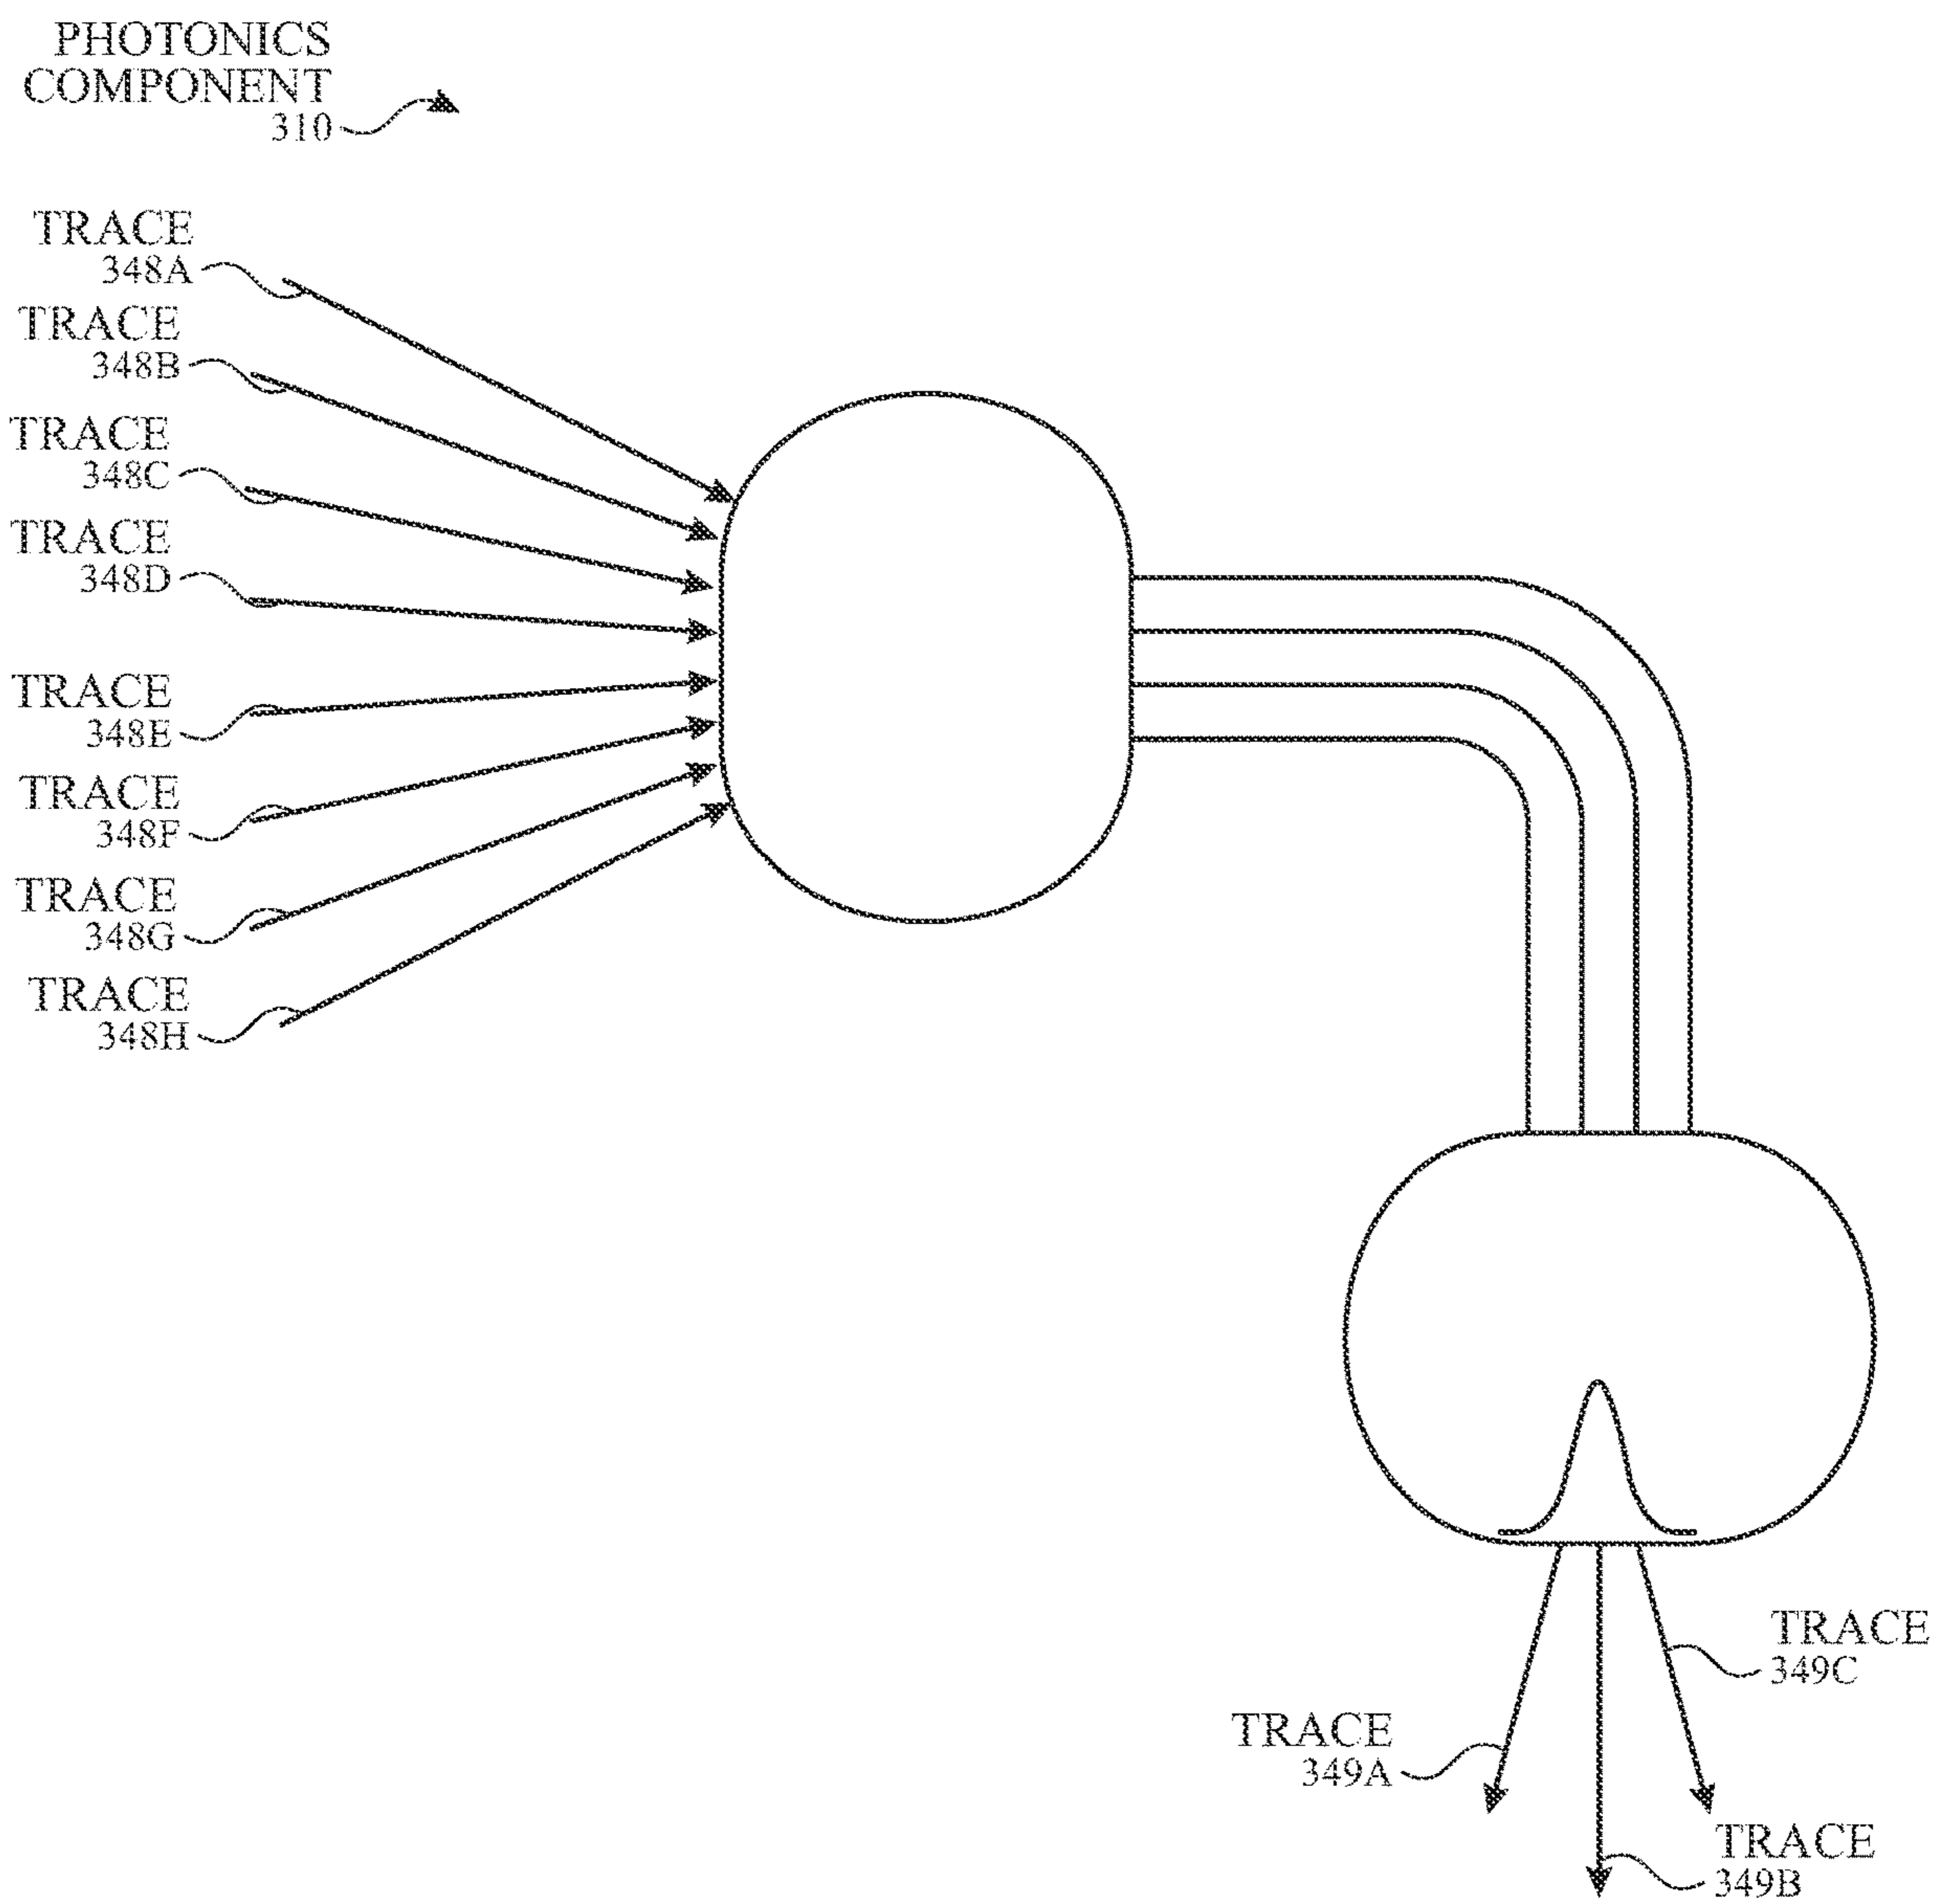 PHOTONICS
COMPONENT
310
TRACE
348A
TRACE
348B
TRACE
348C
TRACE
348D
TRACE
348E
TRACE
348F
TRACE
348G
TRACE
348H
TRACE
349C
TRACE
349A
TRACE
349B